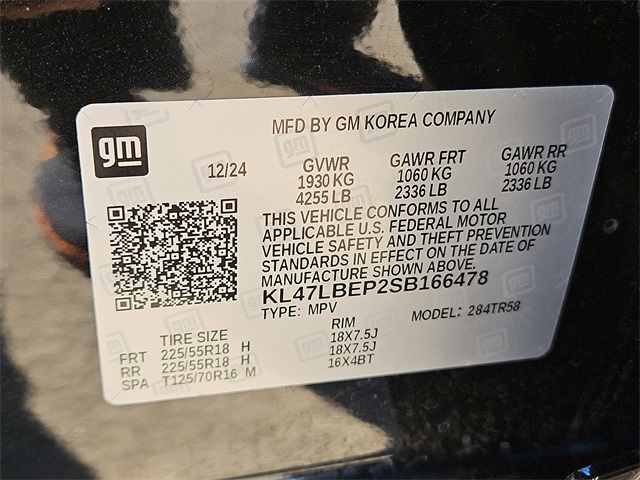 gm
MFD BY GM KOREA COMPANY
12/24
GVWR GAWR FRT GAWR RR
1930 KG 1060 KG 1060 KG
4255 LB 2336 LB 2336 LB
THIS VEHICLE CONFORMS TO ALL
APPLICABLE U.S. FEDERAL MOTOR
VEHICLE SAFETY AND THEFT PREVENTION
STANDARDS IN EFFECT ON THE DATE OF
MANUFACTURE SHOWN ABOVE.
KL47LBEP2SB166478
TYPE: MPV MODEL: 284TR58
TIRE SIZE RIM
FRT 225/55R18 H 18X7.5J
RR 225/55R18 H 18X7.5J
SPA T125/70R16 M 16X4BT